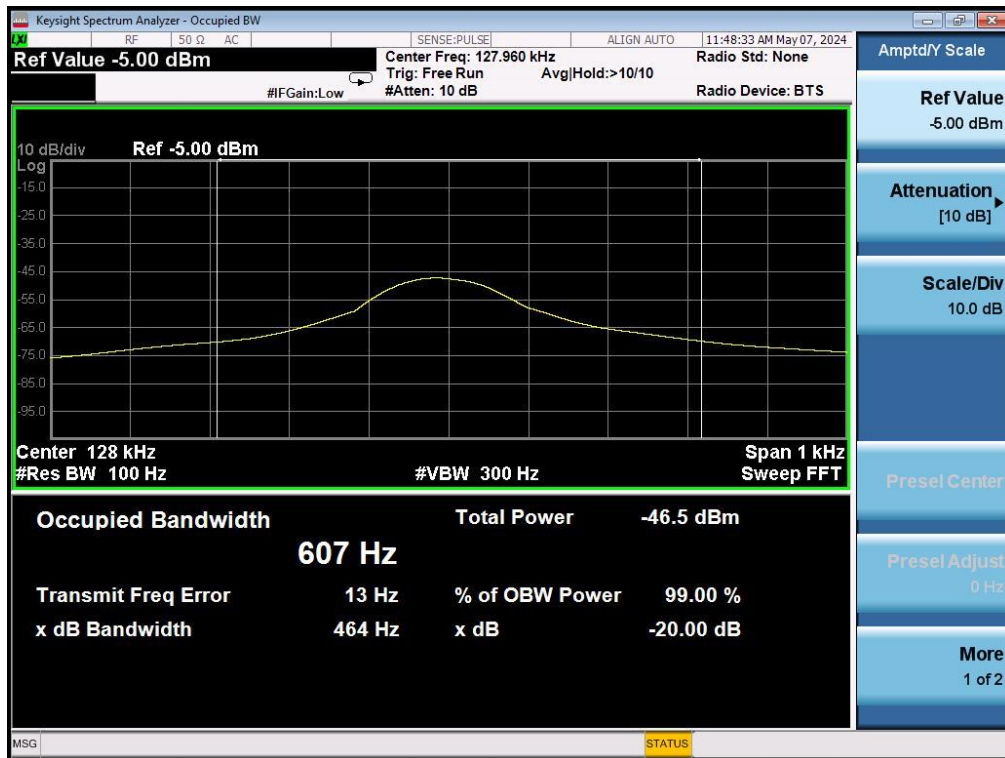 Keysight Spectrum Analyzer - Occupied BW
LXI RF 50 Ω AC SENSE:PULSE ALIGN AUTO 11:48:33 AM May 07, 2024
Ref Value -5.00 dBm
Center Freq: 127.960 kHz
Radio Std: None
Trig: Free Run Avg|Hold:>10/10
#IFGain:Low
#Atten: 10 dB
Radio Device: BTS
10 dB/div Ref -5.00 dBm
Log
-15.0
-25.0
-35.0
-45.0
-55.0
-65.0
-75.0
-85.0
-95.0
Center 128 kHz Span 1 kHz
#Res BW 100 Hz #VBW 300 Hz Sweep FFT
Occupied Bandwidth Total Power -46.5 dBm
607 Hz
Transmit Freq Error 13 Hz % of OBW Power 99.00 %
x dB Bandwidth 464 Hz x dB -20.00 dB
MSG STATUS
Amptd/Y Scale
Ref Value
-5.00 dBm
Attenuation
[10 dB]
Scale/Div
10.0 dB
Presel Center
Presel Adjust
0 Hz
More
1 of 2